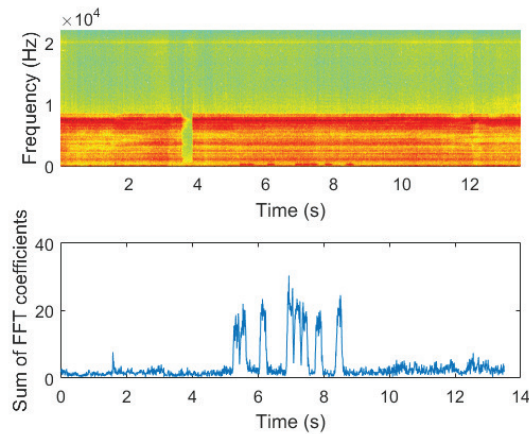 ×10⁴
2
1
0
Frequency (Hz)
2 4 6 8 10 12
Time (s)
40
20
0
Sum of FFT coefficients
0 2 4 6 8 10 12 14
Time (s)